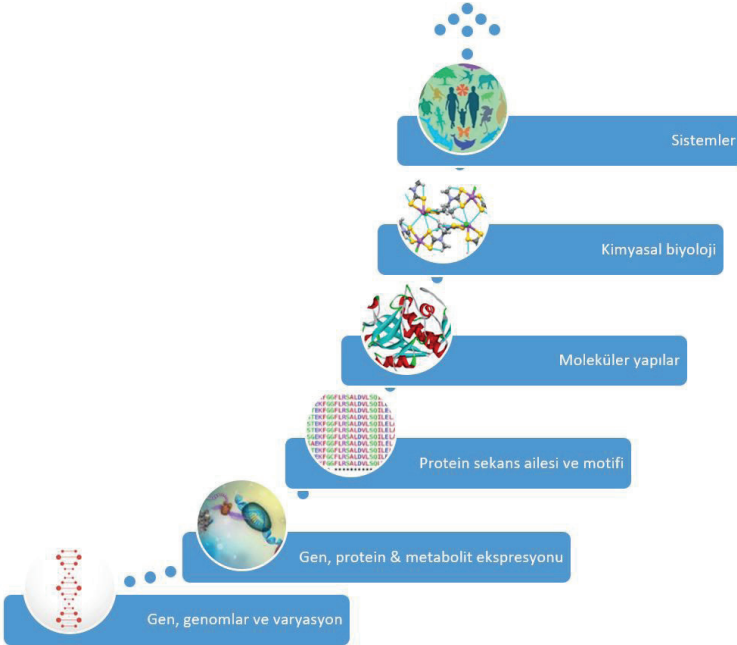 Sistemler
Kimyasal biyoloji
Moleküler yapılar
Protein sekans ailesi ve motifi
Gen, protein & metabolit ekspresyonu
Gen, genomlar ve varyasyon